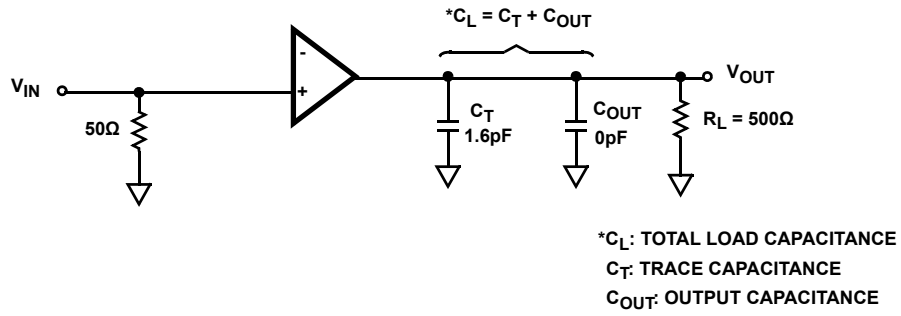 *CL = CT + COUT
VIN
-
+
50Ω
CT
1.6pF
COUT
0pF
VOUT
RL = 500Ω
*CL: TOTAL LOAD CAPACITANCE
CT: TRACE CAPACITANCE
COUT: OUTPUT CAPACITANCE